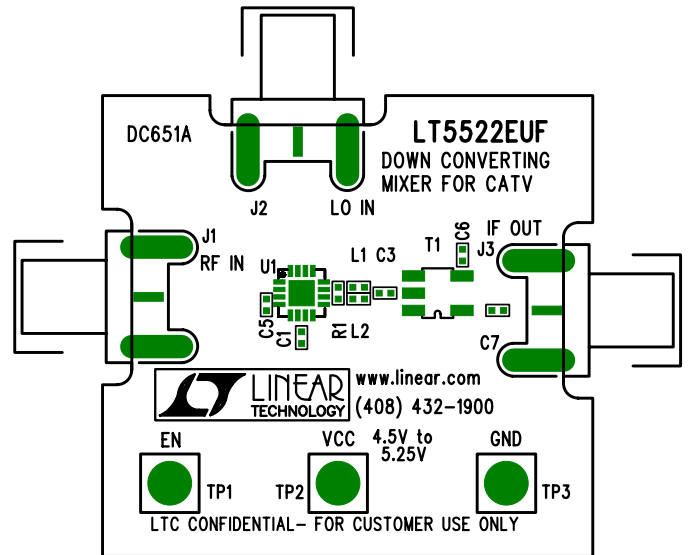 DC651A
LT5522EUF
DOWN CONVERTING
MIXER FOR CATV
J2
LO IN
J1
RF IN
U1
L1 C3
T1
C6
IF OUT
J3
C5
C1
R1
L2
C7
LINEAR
TECHNOLOGY
www.linear.com
(408) 432-1900
EN
VCC
4.5V to
5.25V
GND
TP1
TP2
TP3
LTC CONFIDENTIAL- FOR CUSTOMER USE ONLY